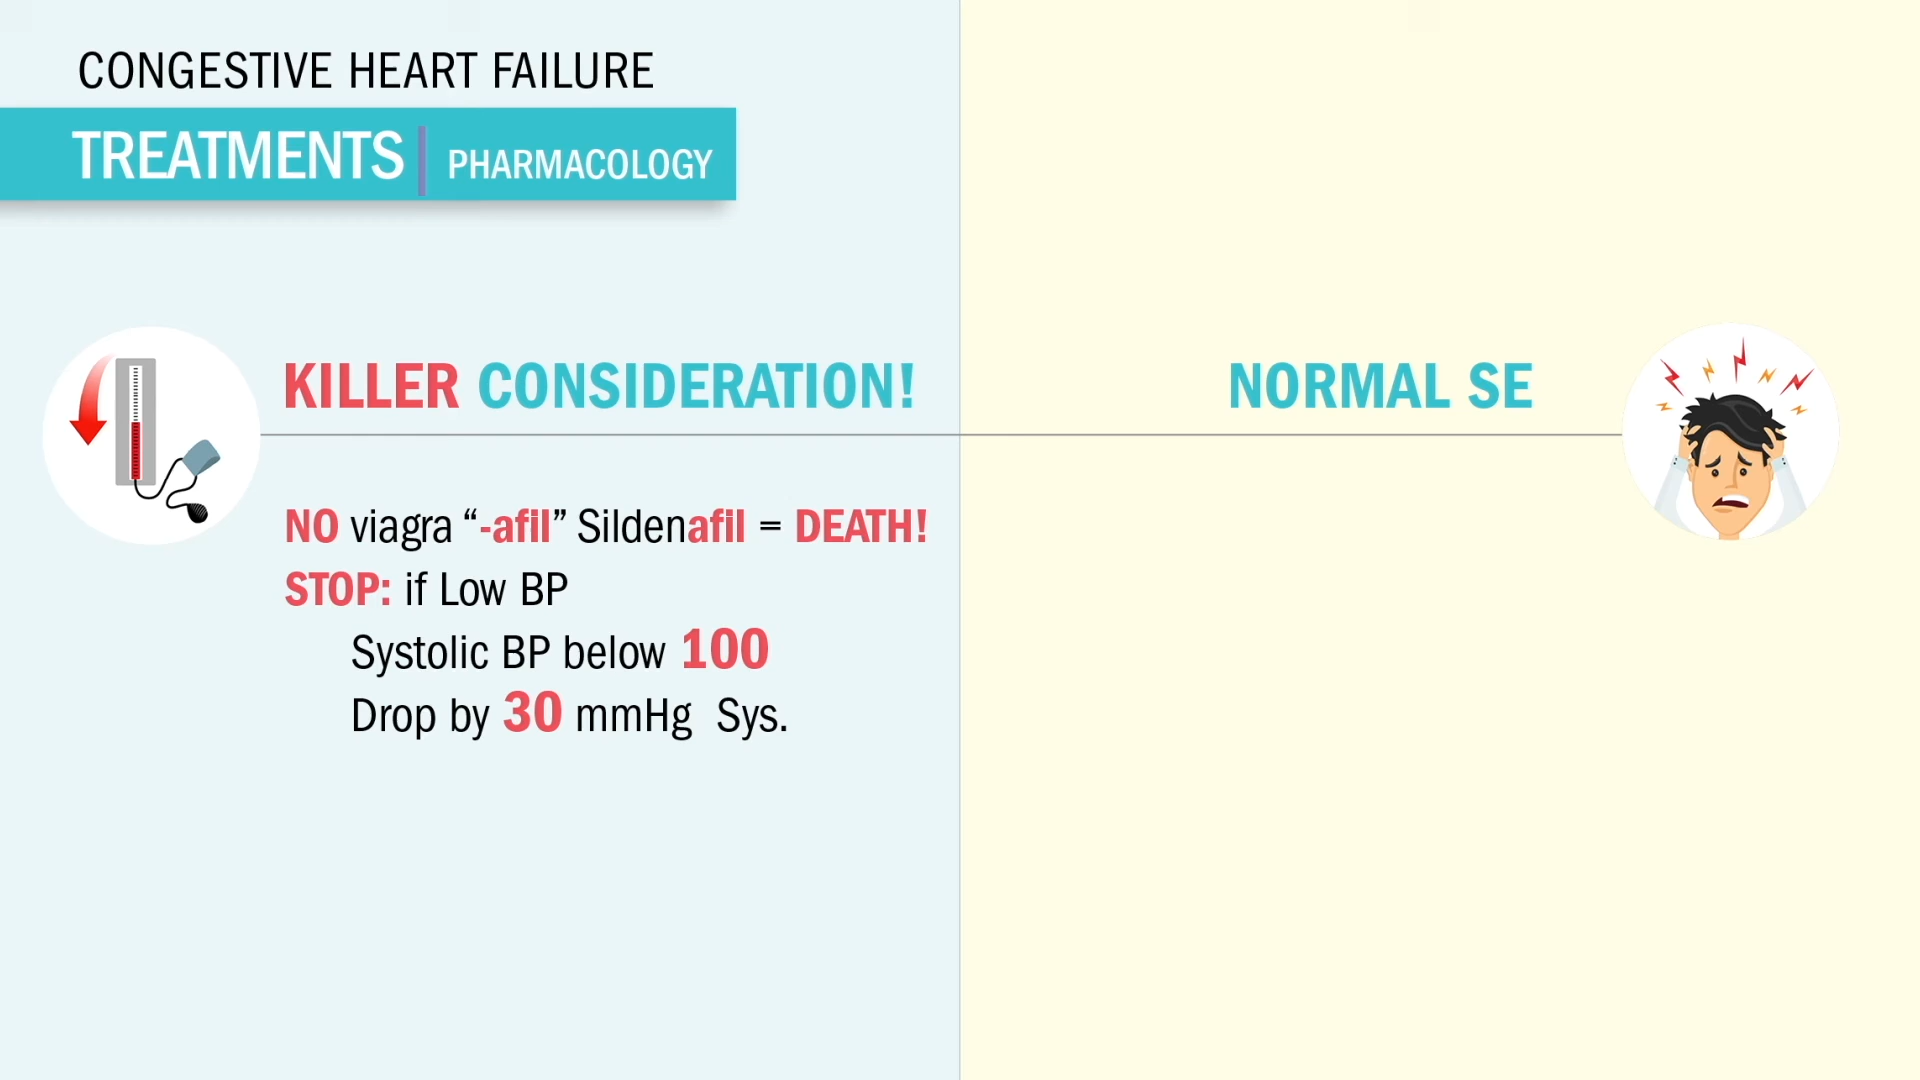 CONGESTIVE HEART FAILURE
TREATMENTS | PHARMACOLOGY
KILLER CONSIDERATION!
NO viagra “-afil” Sildenafil = DEATH!
STOP: if Low BP
Systolic BP below 100
Drop by 30 mmHg Sys.
NORMAL SE